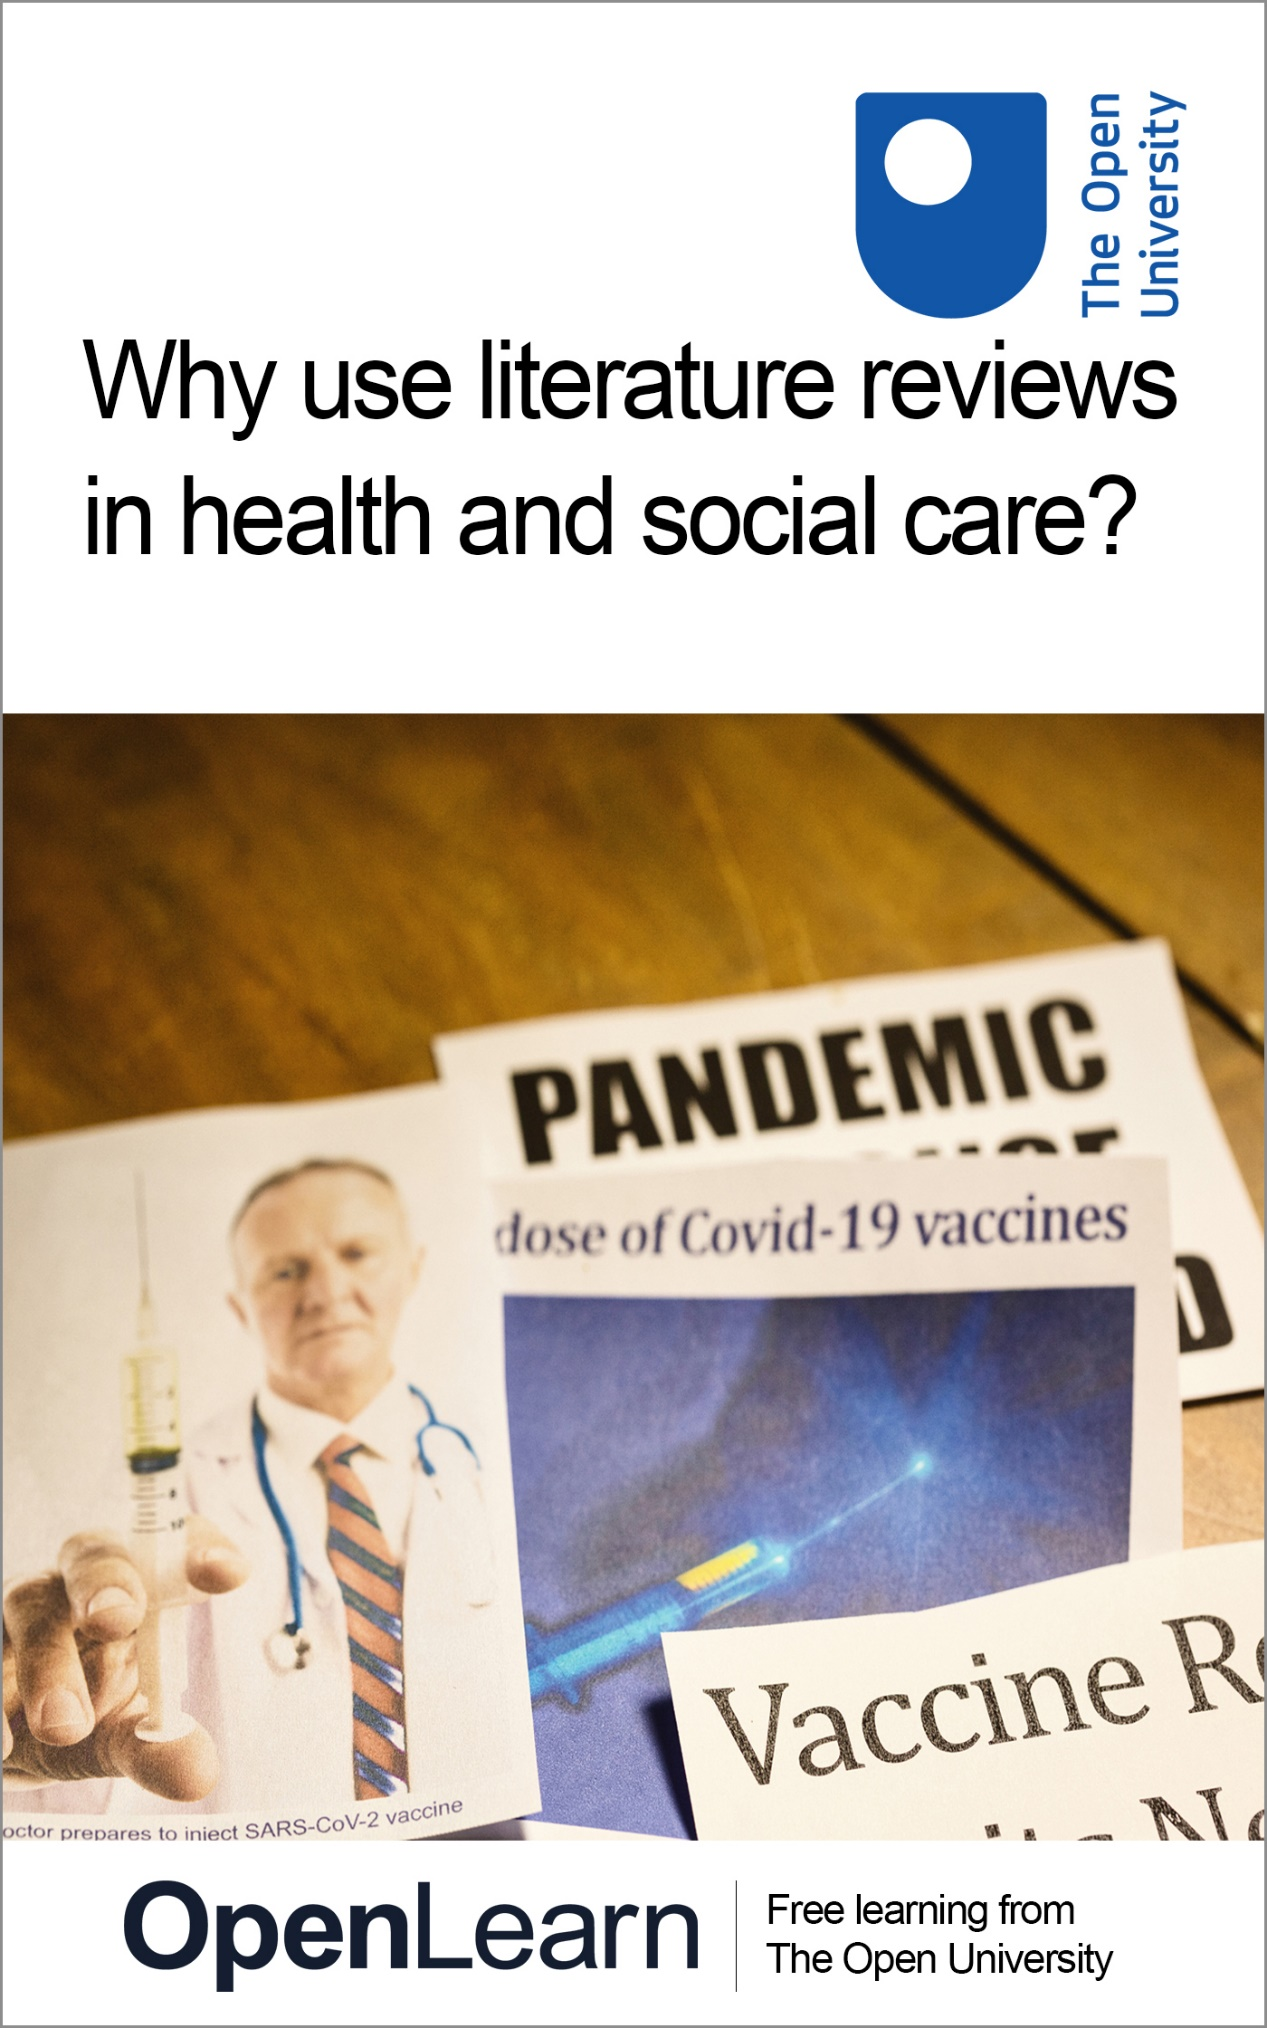 The Open
University
Why use literature reviews
in health and social care?
PANDEMIC
dose of Covid-19 vaccines
Vaccine
prepares to inject SARS-CoV-2 vaccine
OpenLearn
Free learning from
The Open University